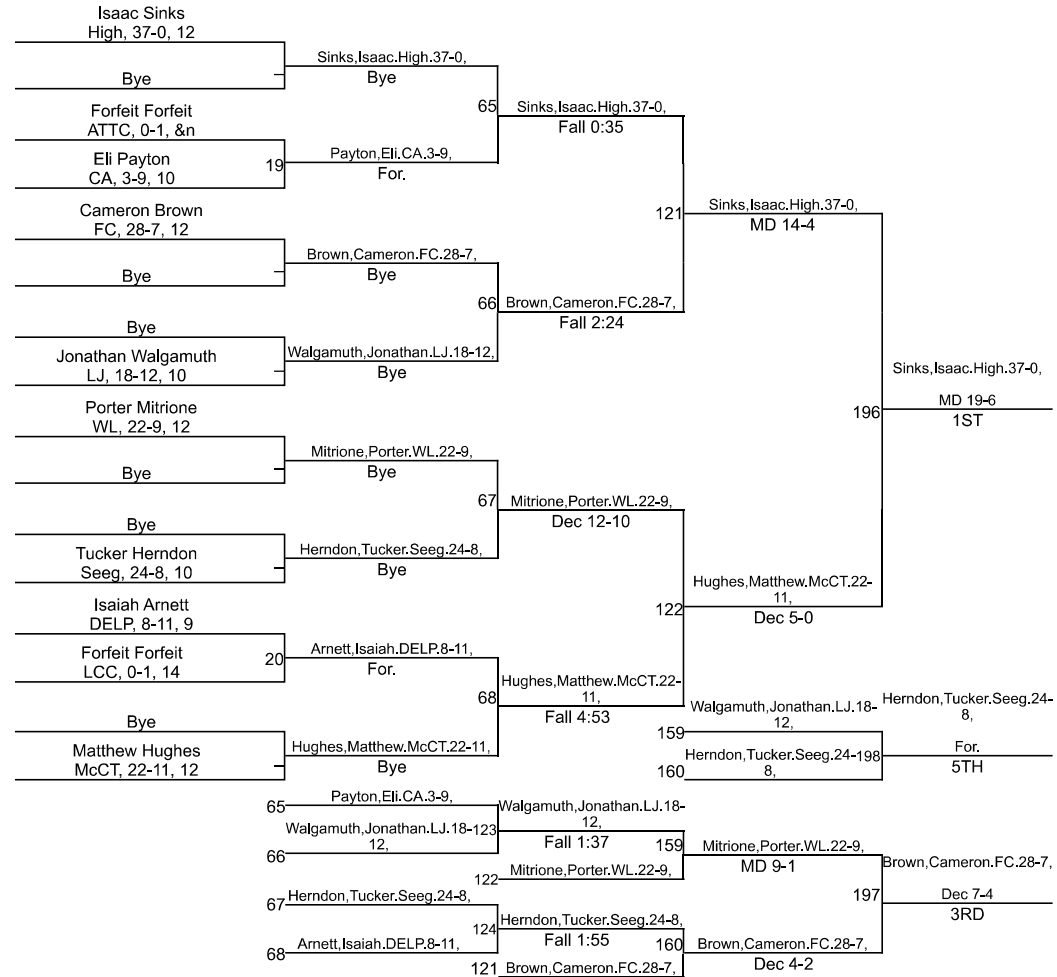 Isaac Sinks
High, 37-0, 12
Sinks,Isaac.High.37-0,
Bye
Bye
65
Sinks,Isaac.High.37-0,
Fall 0:35
Forfeit Forfeit
ATTC, 0-1, &n
19
Payton,Eli.CA.3-9,
For.
Eli Payton
CA, 3-9, 10
121
Sinks,Isaac.High.37-0,
MD 14-4
Cameron Brown
FC, 28-7, 12
Brown,Cameron.FC.28-7,
Bye
Bye
66
Brown,Cameron.FC.28-7,
Fall 2:24
Bye
Walgamuth,Jonathan.LJ.18-12,
Bye
Jonathan Walgamuth
LJ, 18-12, 10
196
Sinks,Isaac.High.37-0,
MD 19-6
1ST
Porter Mitrione
WL, 22-9, 12
Mitrione,Porter.WL.22-9,
Bye
Bye
67
Mitrione,Porter.WL.22-9,
Dec 12-10
Bye
Herndon,Tucker.Seeg.24-8,
Bye
Tucker Herndon
Seeg, 24-8, 10
122
Hughes,Matthew.McCT.22-
11,
Dec 5-0
Isaiah Arnett
DELP, 8-11, 9
20
Arnett,Isaiah.DELP.8-11,
For.
Forfeit Forfeit
LCC, 0-1, 14
68
Hughes,Matthew.McCT.22-
11,
Fall 4:53
Bye
Hughes,Matthew.McCT.22-11,
Bye
Matthew Hughes
McCT, 22-11, 12
159
Walgamuth,Jonathan.LJ.18-
12,
160
Herndon,Tucker.Seeg.24-
8,
198
Herndon,Tucker.Seeg.24-
8,
For.
5TH
65
Payton,Eli.CA.3-9,
66
Walgamuth,Jonathan.LJ.18-
12,
123
Walgamuth,Jonathan.LJ.18-
12,
Fall 1:37
122
Mitrione,Porter.WL.22-9,
159
Mitrione,Porter.WL.22-9,
MD 9-1
67
Herndon,Tucker.Seeg.24-8,
68
Arnett,Isaiah.DELP.8-11,
124
Herndon,Tucker.Seeg.24-8,
Fall 1:55
121
Brown,Cameron.FC.28-7,
160
Brown,Cameron.FC.28-7,
Dec 4-2
197
Brown,Cameron.FC.28-7,
Dec 7-4
3RD